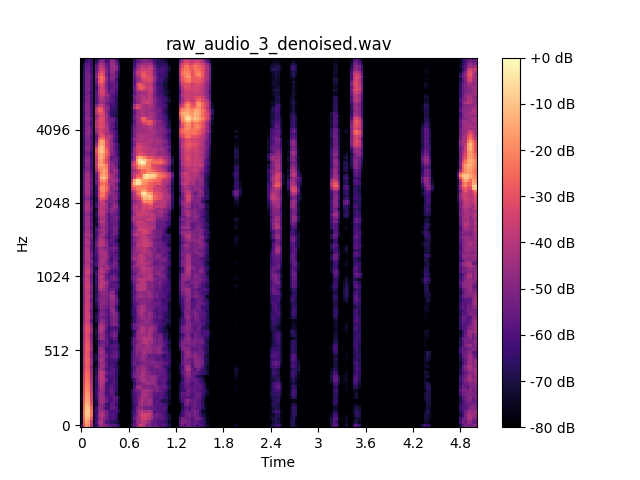 raw_audio_3_denoised.wav
Hz
4096
2048
1024
512
0
0 0.6 1.2 1.8 2.4 3 3.6 4.2 4.8
Time
+0 dB
-10 dB
-20 dB
-30 dB
-40 dB
-50 dB
-60 dB
-70 dB
-80 dB